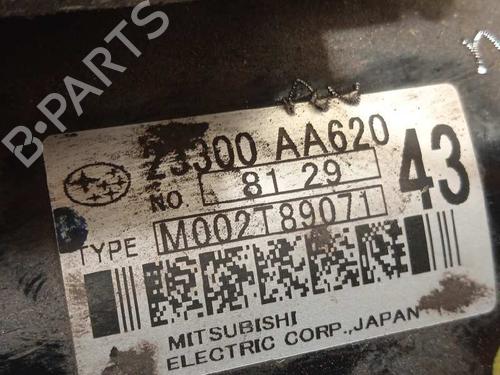 B-PARTS
23300 AA620
NO 81 29
43
TYPE M002T89071
MITSUBISHI
ELECTRIC CORP.,JAPAN